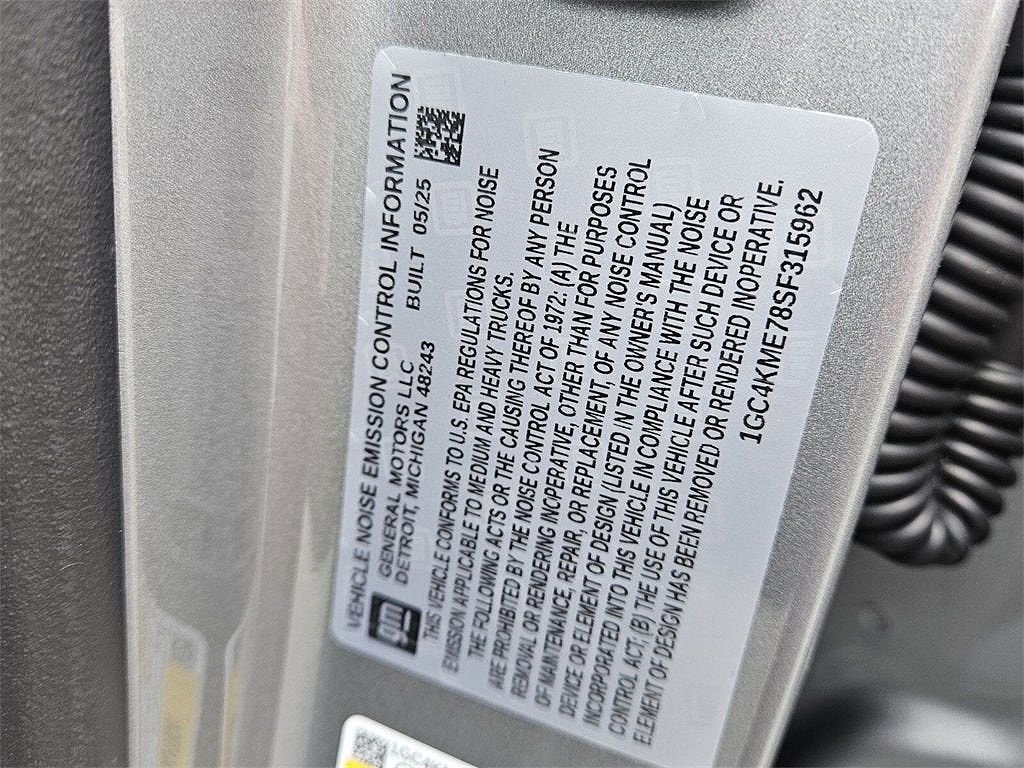 VEHICLE NOISE EMISSION CONTROL INFORMATION
gm
GENERAL MOTORS LLC BUILT 05/25
DETROIT, MICHIGAN 48243
THIS VEHICLE CONFORMS TO U.S. EPA REGULATIONS FOR NOISE
EMISSION APPLICABLE TO MEDIUM AND HEAVY TRUCKS.
THE FOLLOWING ACTS OR THE CAUSING THEREOF BY ANY PERSON
ARE PROHIBITED BY THE NOISE CONTROL ACT OF 1972: (A) THE
REMOVAL OR RENDERING INOPERATIVE, OTHER THAN FOR PURPOSES
OF MAINTENANCE, REPAIR, OR REPLACEMENT, OF ANY NOISE CONTROL
DEVICE OR ELEMENT OF DESIGN (LISTED IN THE OWNER'S MANUAL)
INCORPORATED INTO THIS VEHICLE IN COMPLIANCE WITH THE NOISE
CONTROL ACT; (B) THE USE OF THIS VEHICLE AFTER SUCH DEVICE OR
ELEMENT OF DESIGN HAS BEEN REMOVED OR RENDERED INOPERATIVE.
1GC4KME78SF315962